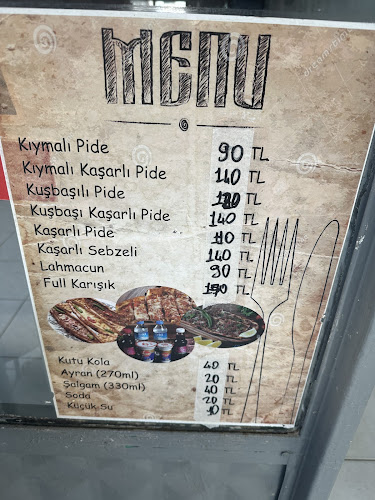 MENU
Kıymalı Pide 90 TL
Kıymalı Kaşarlı Pide 140 TL
Kuşbaşılı Pide TL
Kuşbaşı Kaşarlı Pide 140 TL
Kaşarlı Pide 110 TL
Kaşarlı Sebzeli 140 TL
Lahmacun 90 TL
Full Karışık TL
Kutu Kola 40 TL
Ayran (270ml) 20 TL
Şalgam (330ml) 40 TL
Soda 20 TL
Küçük Su 10 TL